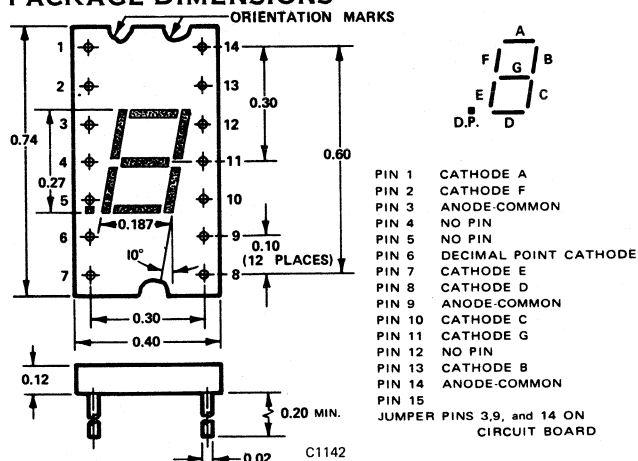 PACKAGE DIMENSIONS
ORIENTATION MARKS
1
14
2
13
3
12
4
11
5
10
6
9
7
8
0.74
0.27
0.187
10°
0.30
0.60
0.10
(12 PLACES)
0.30
0.40
0.12
0.20 MIN.
0.02
C1142
A
F
B
G
E
C
D.P.
D
PIN 1 CATHODE A
PIN 2 CATHODE F
PIN 3 ANODE-COMMON
PIN 4 NO PIN
PIN 5 NO PIN
PIN 6 DECIMAL POINT CATHODE
PIN 7 CATHODE E
PIN 8 CATHODE D
PIN 9 ANODE-COMMON
PIN 10 CATHODE C
PIN 11 CATHODE G
PIN 12 NO PIN
PIN 13 CATHODE B
PIN 14 ANODE-COMMON
PIN 15
JUMPER PINS 3,9, and 14 ON
CIRCUIT BOARD